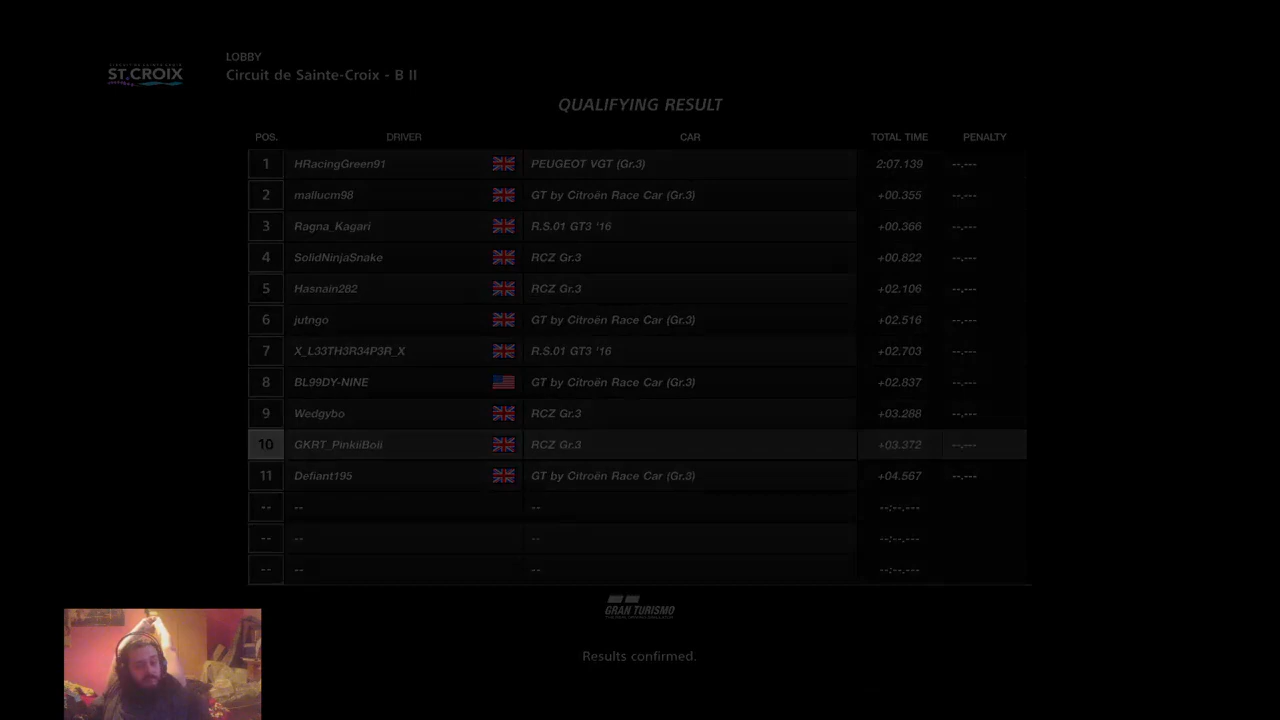 CIRCUIT DE SAINTE-CROIX
ST.CROIX
LOBBY
Circuit de Sainte-Croix - B II
QUALIFYING RESULT
POS. DRIVER CAR TOTAL TIME PENALTY
1 HRacingGreen91 PEUGEOT VGT (Gr.3) 2:07.139 --.---
2 mallucm98 GT by Citroën Race Car (Gr.3) +00.355 --.---
3 Ragna_Kagari R.S.01 GT3 '16 +00.366 --.---
4 SolidNinjaSnake RCZ Gr.3 +00.822 --.---
5 Hasnain282 RCZ Gr.3 +02.106 --.---
6 jutngo GT by Citroën Race Car (Gr.3) +02.516 --.---
7 X_L33TH3R34P3R_X R.S.01 GT3 '16 +02.703 --.---
8 BL99DY-NINE GT by Citroën Race Car (Gr.3) +02.837 --.---
9 Wedgybo RCZ Gr.3 +03.288 --.---
10 GKRT_PinkiiBoii RCZ Gr.3 +03.372 --.---
11 Defiant195 GT by Citroën Race Car (Gr.3) +04.567 --.---
-- -- -- --:--.---
-- -- -- --:--.---
-- -- -- --:--.---
GRAN TURISMO
Results confirmed.